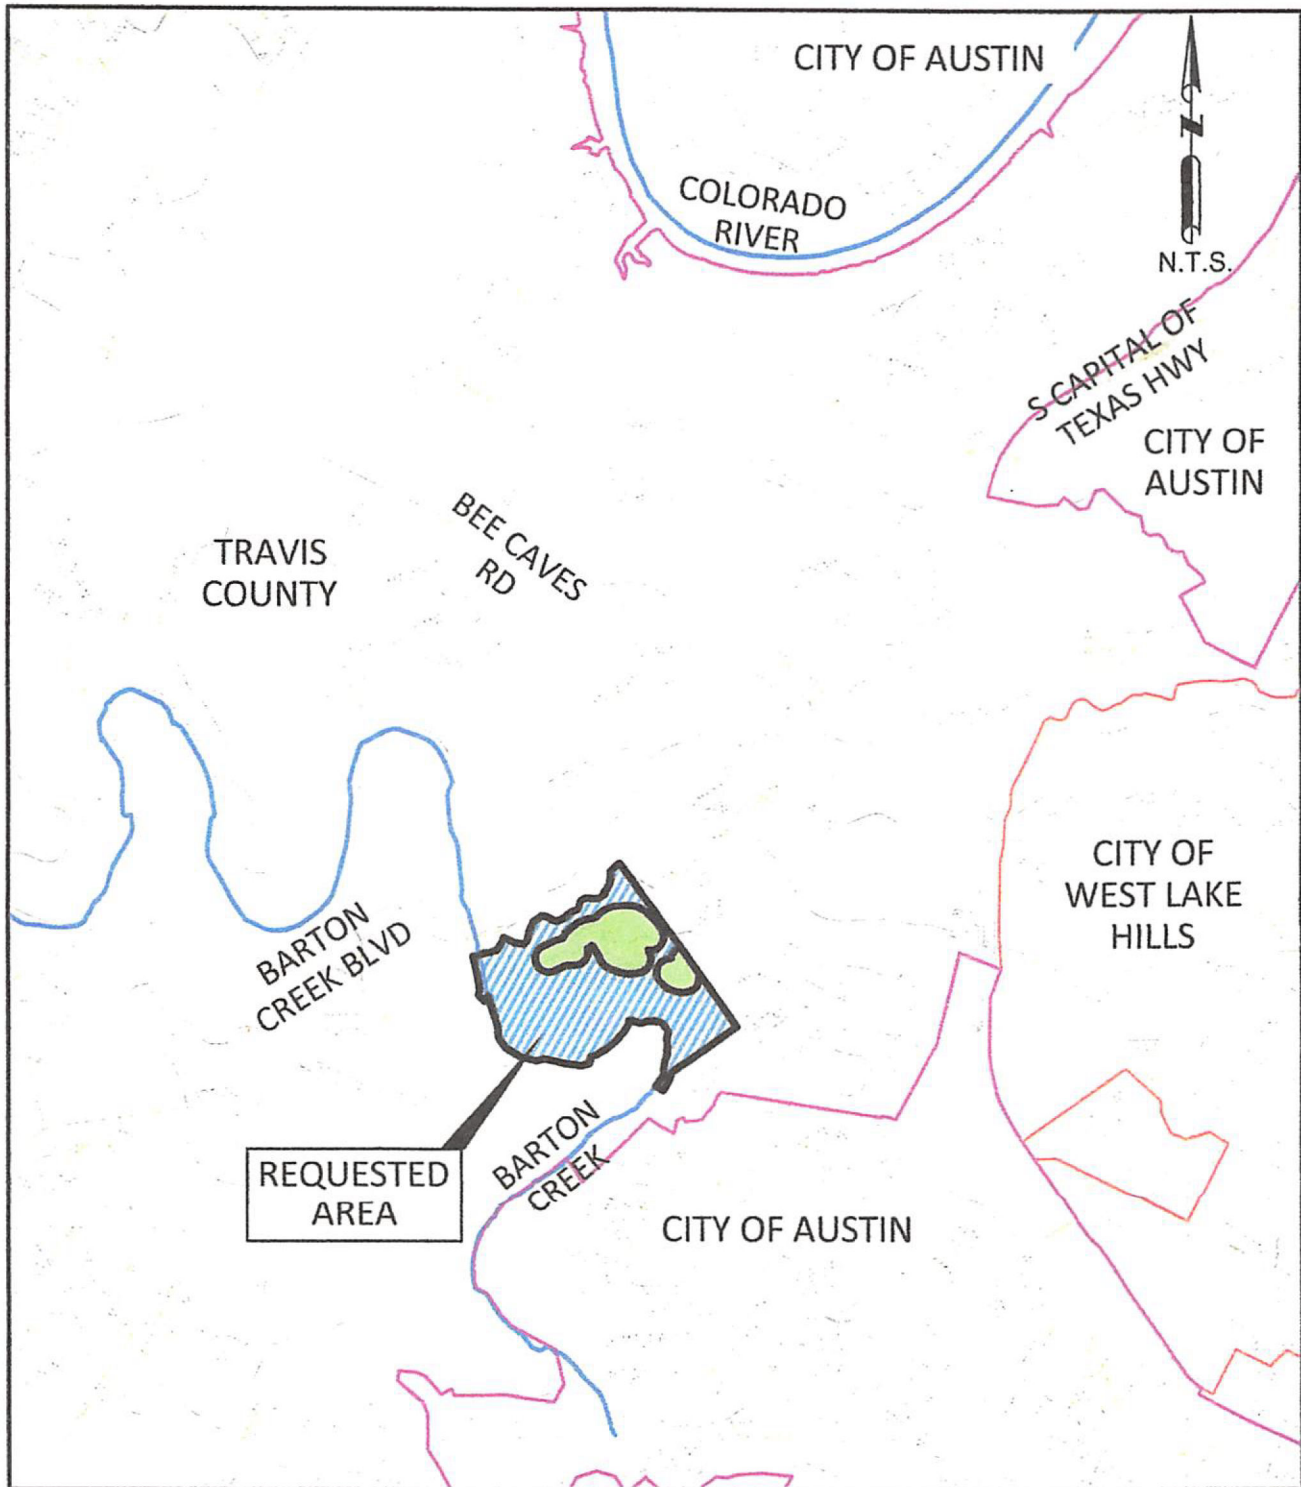 CITY OF AUSTIN
COLORADO
RIVER
N
N.T.S.
S CAPITAL OF
TEXAS HWY
CITY OF
AUSTIN
BEE CAVES
RD
TRAVIS
COUNTY
CITY OF
WEST LAKE
HILLS
BARTON
CREEK BLVD
BARTON
CREEK
REQUESTED
AREA
CITY OF AUSTIN